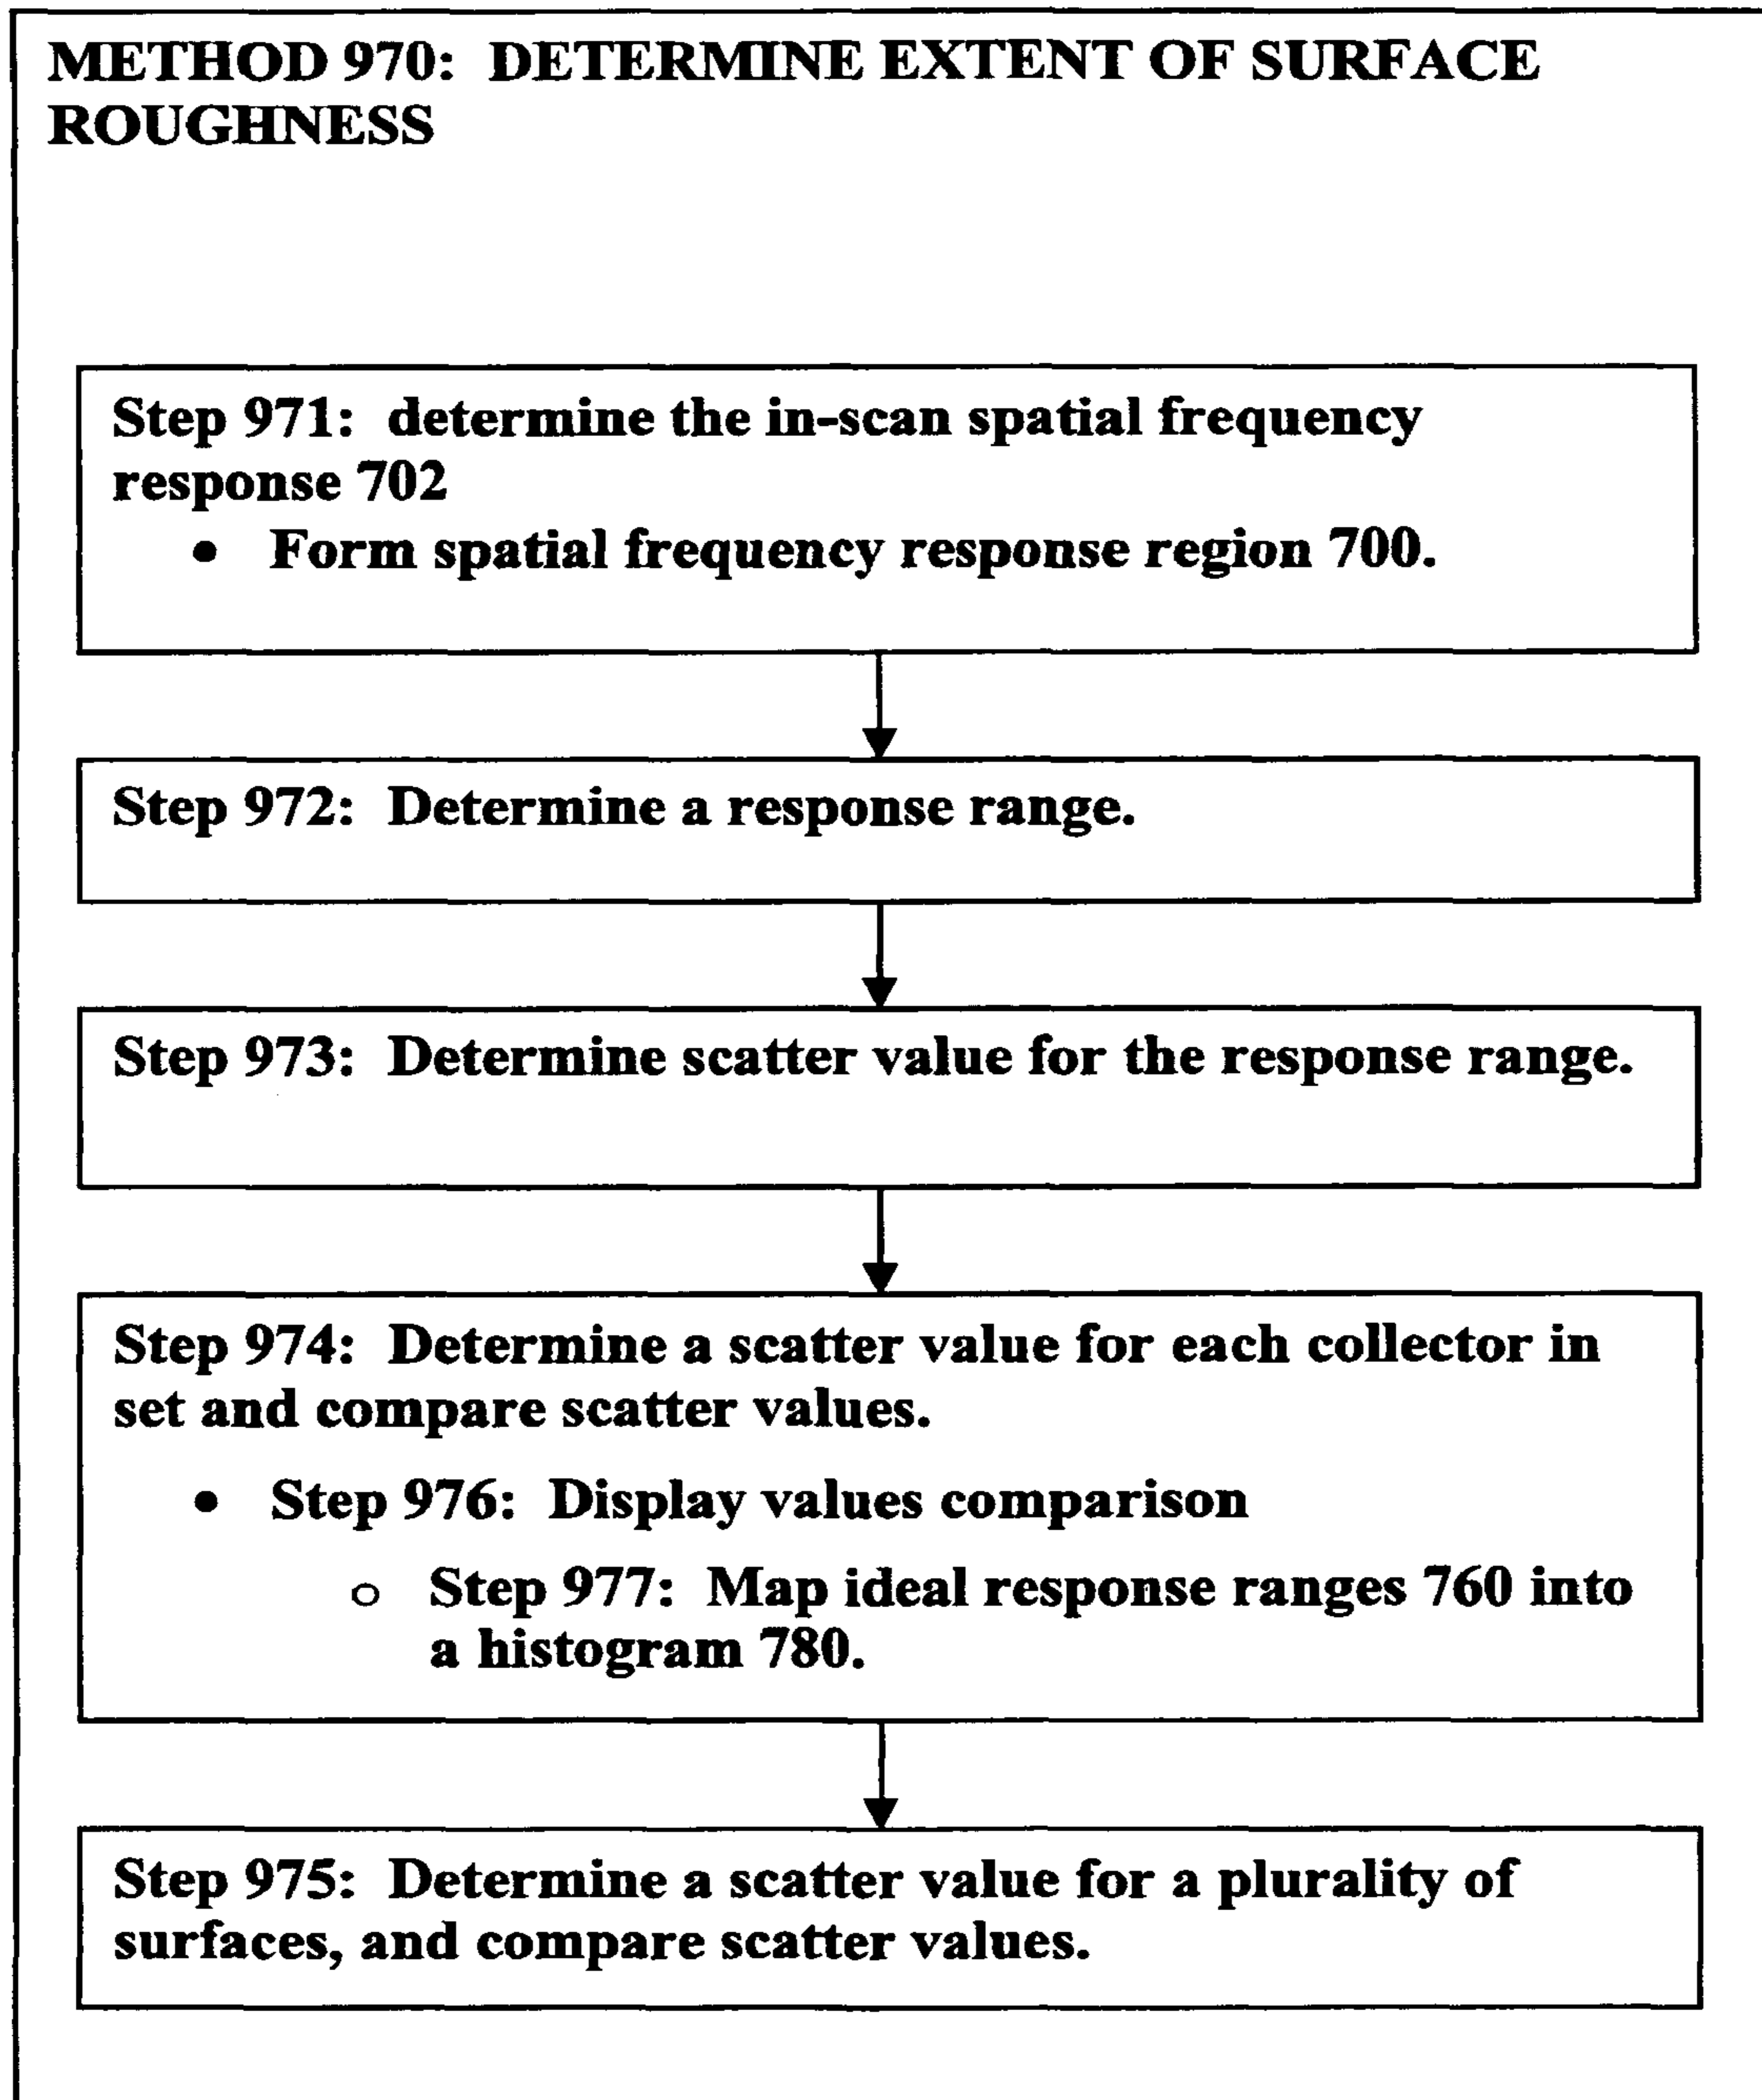 METHOD 970: DETERMINE EXTENT OF SURFACE
ROUGHNESS
Step 971: determine the in-scan spatial frequency
response 702
• Form spatial frequency response region 700.
Step 972: Determine a response range.
Step 973: Determine scatter value for the response range.
Step 974: Determine a scatter value for each collector in
set and compare scatter values.
• Step 976: Display values comparison
o Step 977: Map ideal response ranges 760 into
a histogram 780.
Step 975: Determine a scatter value for a plurality of
surfaces, and compare scatter values.